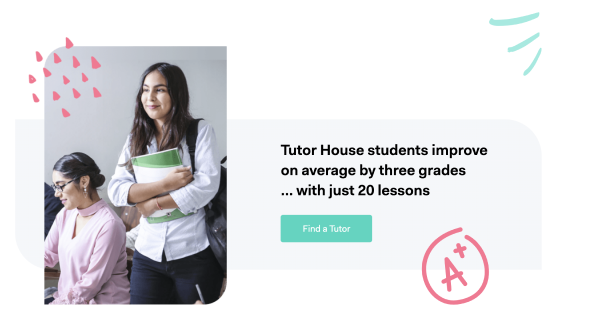 Tutor House students improve
on average by three grades
... with just 20 lessons
Find a Tutor
A+